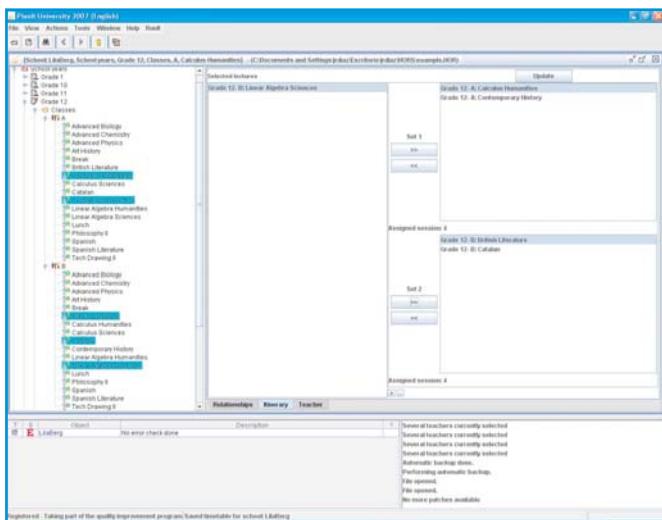 PlanIt University 2007 (English)
File View Actions Tools Window Help Reuit
(School: LilaBerg, School years, Grade 12, Classes, A, Calculus Humanities) - (C:\Documents and Settings\
School years
Grade 1
Grade 10
Grade 11
Grade 12
Classes
A
Advanced Biology
Advanced Chemistry
Advanced Physics
Art History
Break
British Literature
Calculus Sciences
Catalan
Linear Algebra Humanities
Linear Algebra Sciences
Lunch
Philosophy II
Spanish
Spanish Literature
Tech Drawing II
B
Advanced Biology
Advanced Chemistry
Advanced Physics
Art History
Break
Calculus Humanities
Calculus Sciences
Contemporary History
Linear Algebra Humanities
Lunch
Philosophy II
Spanish
Spanish Literature
Tech Drawing II
Selected lectures
Grade 12. B: Linear Algebra Sciences
Update
Set 1
>>
<<
Grade 12. A: Calculus Humanities
Grade 12. A: Contemporary History
Assigned session: 4
Set 2
>>
<<
Grade 12. B: British Literature
Grade 12. B: Catalan
Assigned session: 4
Relationships Itinerary Teacher
Object Description
E LilaBerg No error check done
Several teachers currently selected
Several teachers currently selected
Several teachers currently selected
Several teachers currently selected
Automatic backup done.
Performing automatic backup.
File opened.
File opened.
No more patches available
Registered - Taking part of the quality improvement program Saved timetable for school LilaBerg